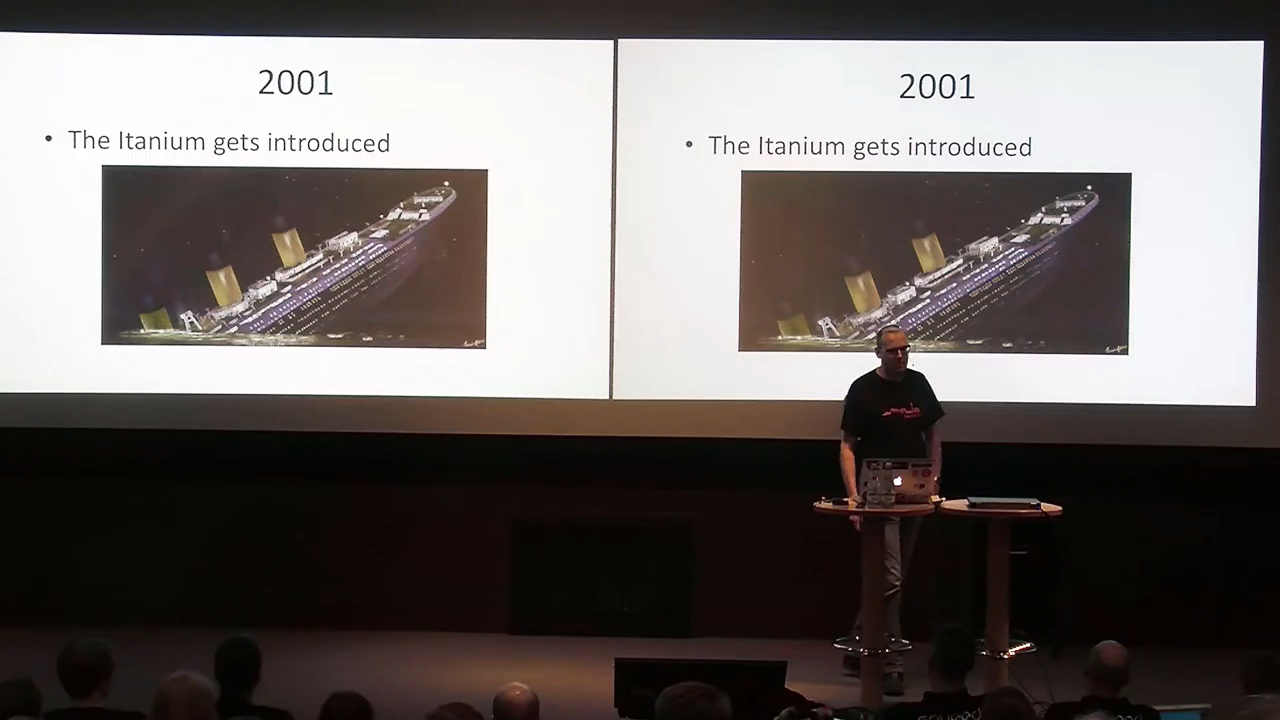 2001
• The Itanium gets introduced
2001
• The Itanium gets introduced